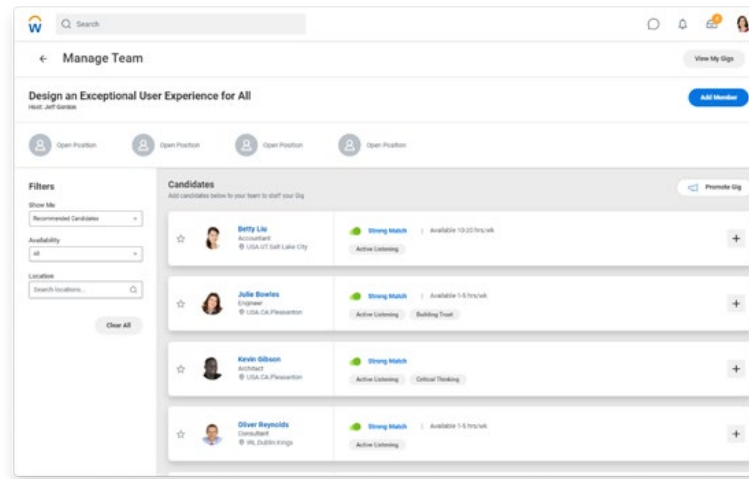 Search
Manage Team
View My Gigs
Design an Exceptional User Experience for All
Host: Jeff Gordon
Add Member
Open Position
Open Position
Open Position
Open Position
Filters
Show Me
Recommended Candidates
Availability
All
Location
Search locations...
Clear All
Candidates
Add candidates below to your team to staff your Gig
Promote Gig
Betty Liu
Accountant
USA.UT.Salt Lake City
Strong Match | Available 10-20 hrs/wk
Active Listening
Julie Bowles
Engineer
USA.CA.Pleasanton
Strong Match | Available 1-5 hrs/wk
Active Listening Building Trust
Kevin Gibson
Architect
USA.CA.Pleasanton
Strong Match
Active Listening Critical Thinking
Oliver Reynolds
Consultant
Dublin Kings
Strong Match | Available 1-5 hrs/wk
Active Listening